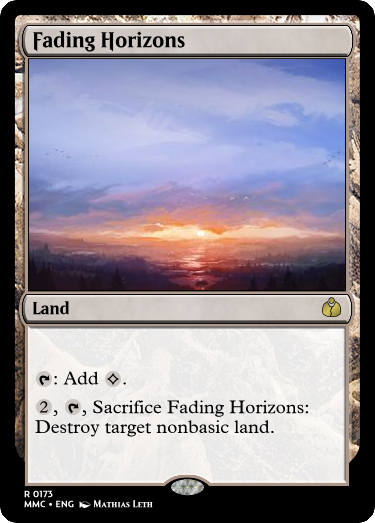 Fading Horizons
Land
: Add .
2, , Sacrifice Fading Horizons:
Destroy target nonbasic land.
R 0173
MMC • ENG Mathias Leth